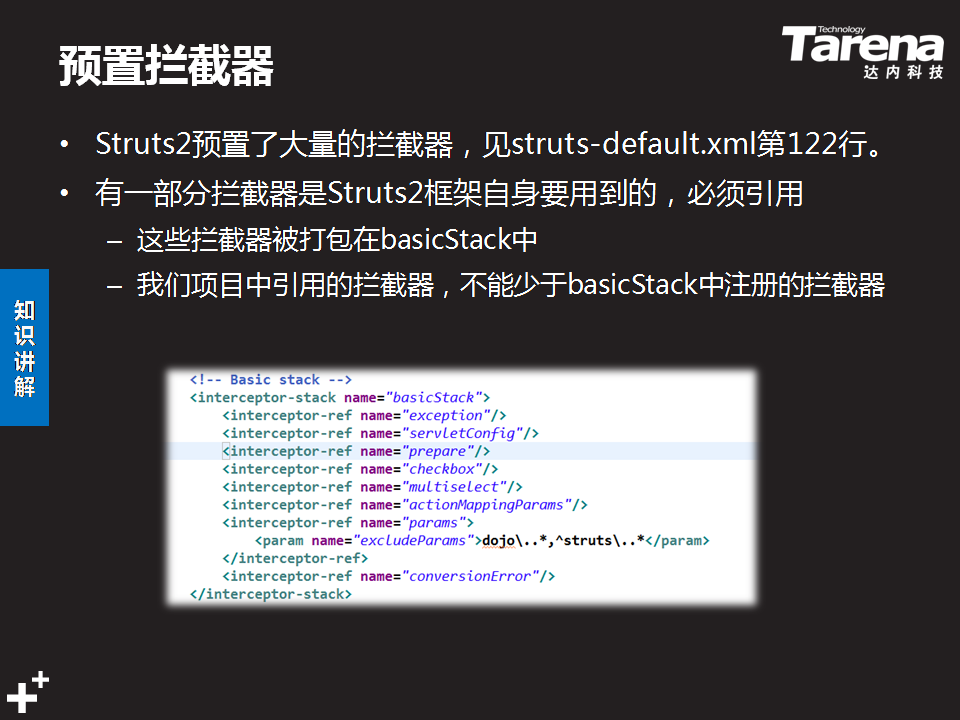 预置拦截器
Technology
Tarena
达内科技
• Struts2预置了大量的拦截器，见struts-default.xml第122行。
• 有一部分拦截器是Struts2框架自身要用到的，必须引用
– 这些拦截器被打包在basicStack中
– 我们项目中引用的拦截器，不能少于basicStack中注册的拦截器
知识讲解
<!-- Basic stack -->
<interceptor-stack name="basicStack">
<interceptor-ref name="exception"/>
<interceptor-ref name="servletConfig"/>
<interceptor-ref name="prepare"/>
<interceptor-ref name="checkbox"/>
<interceptor-ref name="multiselect"/>
<interceptor-ref name="actionMappingParams"/>
<interceptor-ref name="params">
<param name="excludeParams">dojo\..*,^struts\..*</param>
</interceptor-ref>
<interceptor-ref name="conversionError"/>
</interceptor-stack>